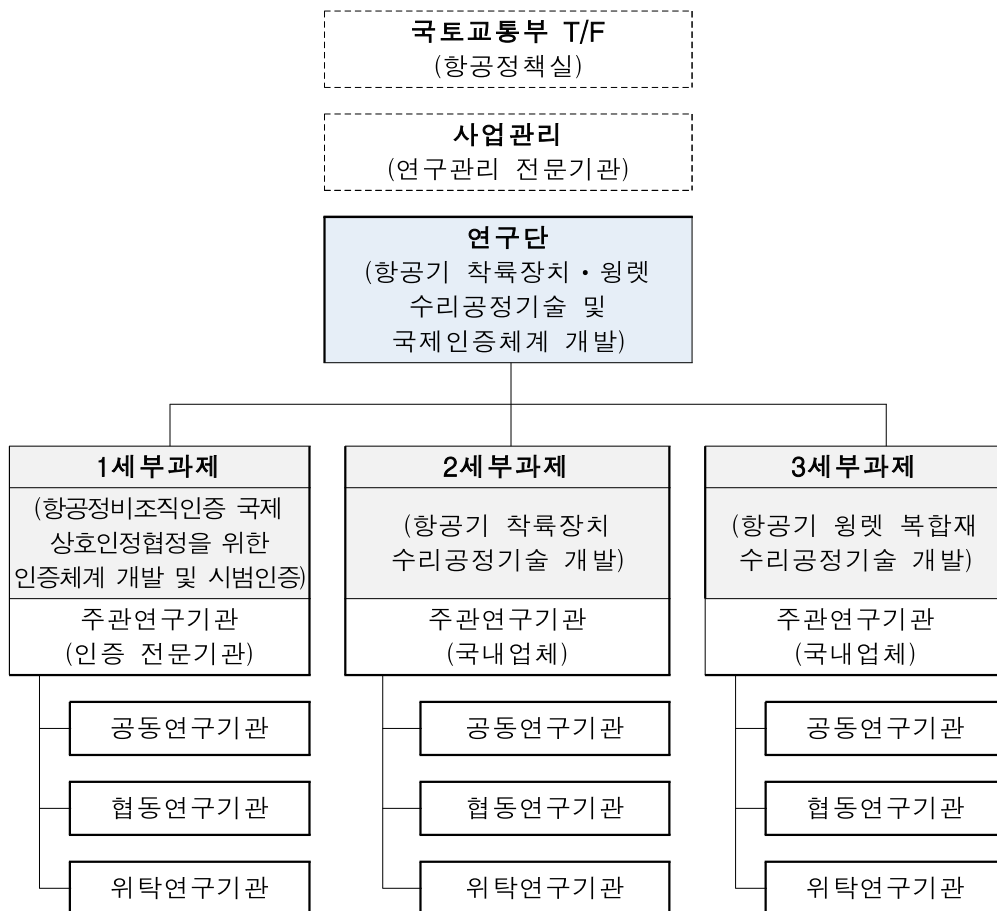 국토교통부 T/F
(항공정책실)
사업관리
(연구관리 전문기관)
연구단
(항공기 착륙장치・윙렛
수리공정기술 및
국제인증체계 개발)
1세부과제
(항공정비조직인증 국제
상호인정협정을 위한
인증체계 개발 및 시범인증)
주관연구기관
(인증 전문기관)
공동연구기관
협동연구기관
위탁연구기관
2세부과제
(항공기 착륙장치
수리공정기술 개발)
주관연구기관
(국내업체)
공동연구기관
협동연구기관
위탁연구기관
3세부과제
(항공기 윙렛 복합재
수리공정기술 개발)
주관연구기관
(국내업체)
공동연구기관
협동연구기관
위탁연구기관